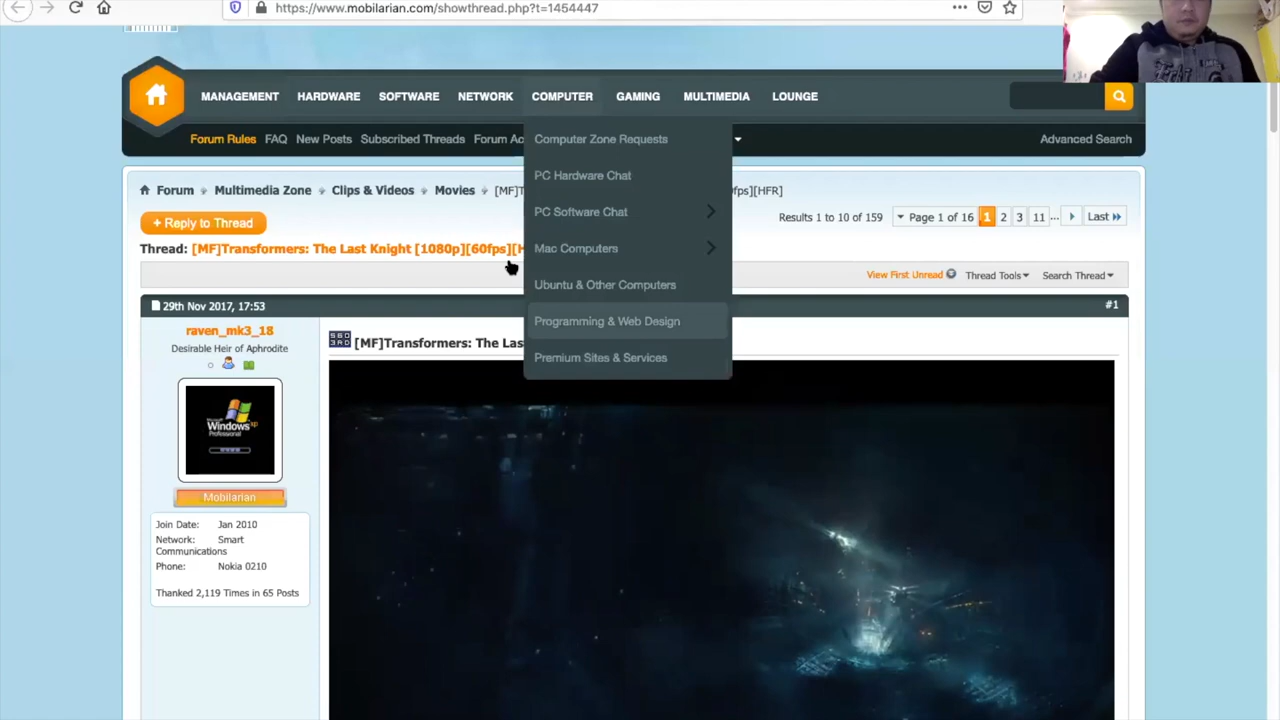 https://www.mobilarian.com/showthread.php?t=1454447
MANAGEMENT HARDWARE SOFTWARE NETWORK COMPUTER GAMING MULTIMEDIA LOUNGE
Forum Rules FAQ New Posts Subscribed Threads Forum Ac
Advanced Search
Computer Zone Requests
PC Hardware Chat
PC Software Chat
Mac Computers
Ubuntu & Other Computers
Programming & Web Design
Premium Sites & Services
Forum Multimedia Zone Clips & Videos Movies [MF]T fps][HFR]
+ Reply to Thread
Results 1 to 10 of 159 Page 1 of 16 1 2 3 11 ... Last
Thread: [MF]Transformers: The Last Knight [1080p][60fps][H
View First Unread Thread Tools Search Thread
29th Nov 2017, 17:53 #1
raven_mk3_18
Desirable Heir of Aphrodite
[MF]Transformers: The Las
Windows xp
Professional
Mobilarian
Join Date: Jan 2010
Network: Smart
Communications
Phone: Nokia 0210
Thanked 2,119 Times in 65 Posts